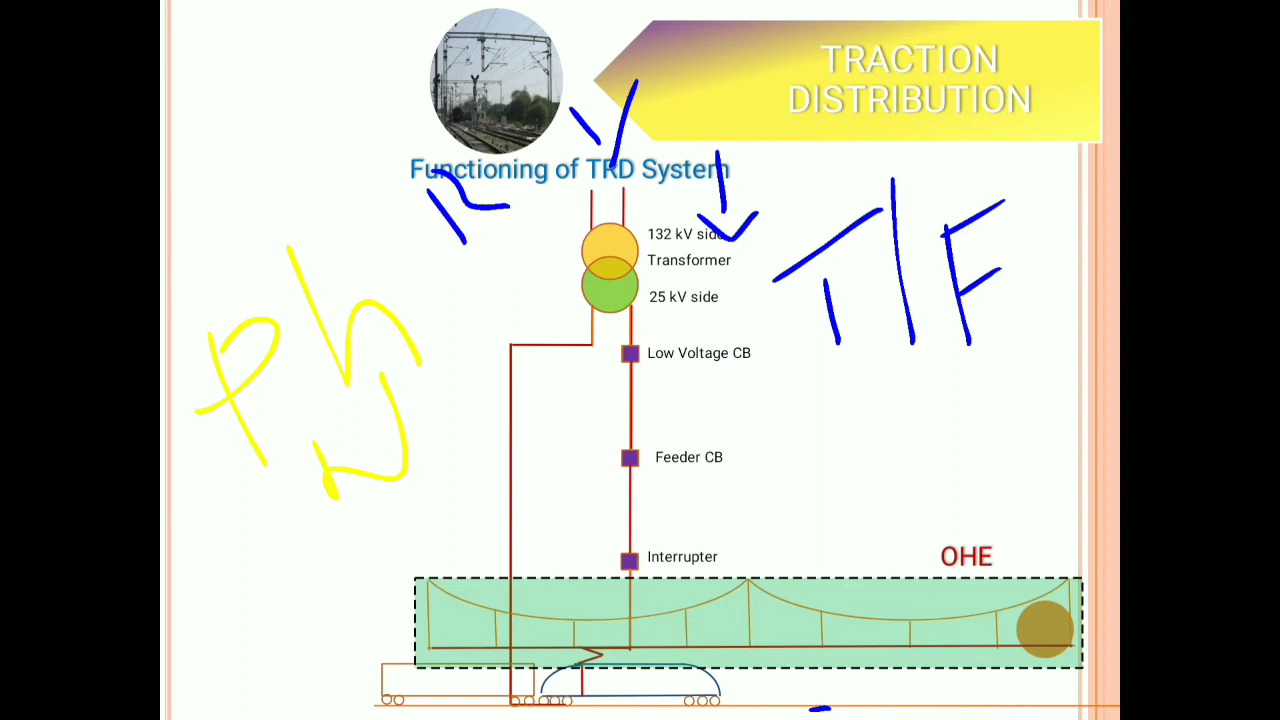 TRACTION
DISTRIBUTION
Functioning of TRD System
R
Y
132 kV side
Transformer
T/F
25 kV side
Ph
Low Voltage CB
Feeder CB
Interrupter
OHE